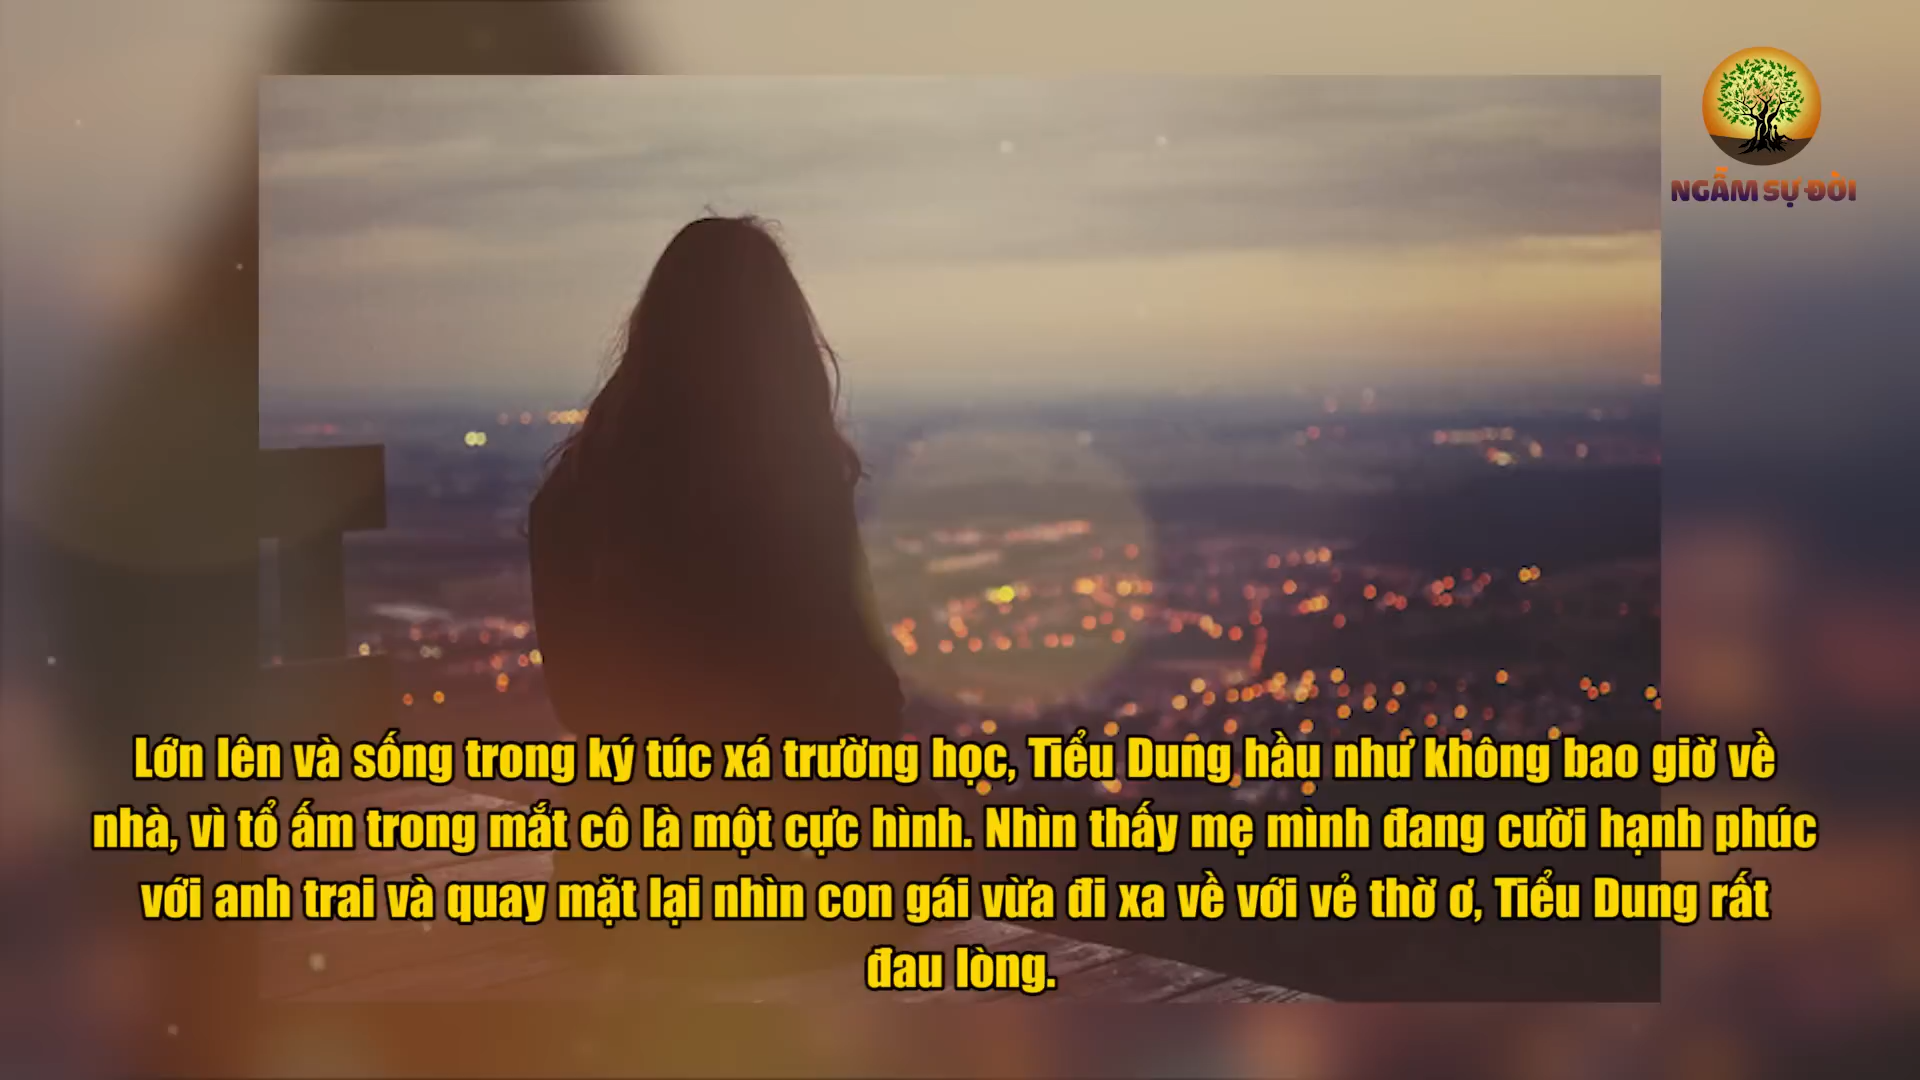 NGẪM SỰ ĐỜI
Lớn lên và sống trong ký túc xá trường học, Tiểu Dung hầu như không bao giờ về
nhà, vì tổ ấm trong mắt cô là một cực hình. Nhìn thấy mẹ mình đang cười hạnh phúc
với anh trai và quay mặt lại nhìn con gái vừa đi xa về với vẻ thờ ơ, Tiểu Dung rất
đau lòng.